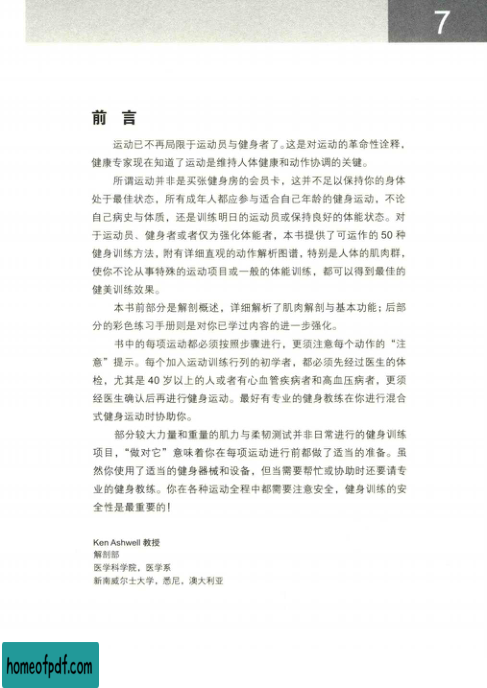 7
前 言
运动已不再局限于运动员与健身者了。这是对运动的革命性诠释，
健康专家现在知道了运动是维持人体健康和动作协调的关键。
所谓运动并非是买张健身房的会员卡，这并不足以保持你的身体
处于最佳状态，所有成年人都应参与适合自己年龄的健身运动，不论
自己病史与体质，还是训练明日的运动员或保持良好的体能状态。对
于运动员、健身者或者仅为强化体能者，本书提供了可运作的 50 种
健身训练方法，附有详细直观的动作解析图谱，特别是人体的肌肉群，
使你不论从事特殊的运动项目或一般的体能训练，都可以得到最佳的
健美训练效果。
本书前部分是解剖概述，详细解析了肌肉解剖与基本功能；后部
分的彩色练习手册则是对你已学过内容的进一步强化。
书中的每项运动都必须按照步骤进行，更须注意每个动作的“注
意”提示。每个加入运动训练行列的初学者，都必须先经过医生的体
检，尤其是 40 岁以上的人或者有心血管疾病者和高血压病者，更须
经医生确认后再进行健身运动。最好有专业的健身教练在你进行混合
式健身运动时协助你。
部分较大力量和重量的肌力与柔韧测试并非日常进行的健身训练
项目，“做对它”意味着你在每项运动进行前都做了适当的准备。虽
然你使用了适当的健身器械和设备，但当需要帮忙或协助时还要请专
业的健身教练。你在各种运动全程中都需要注意安全，健身训练的安
全性是最重要的！
Ken Ashwell 教授
解剖部
医学科学院，医学系
新南威尔士大学，悉尼，澳大利亚
homeofpdf.com